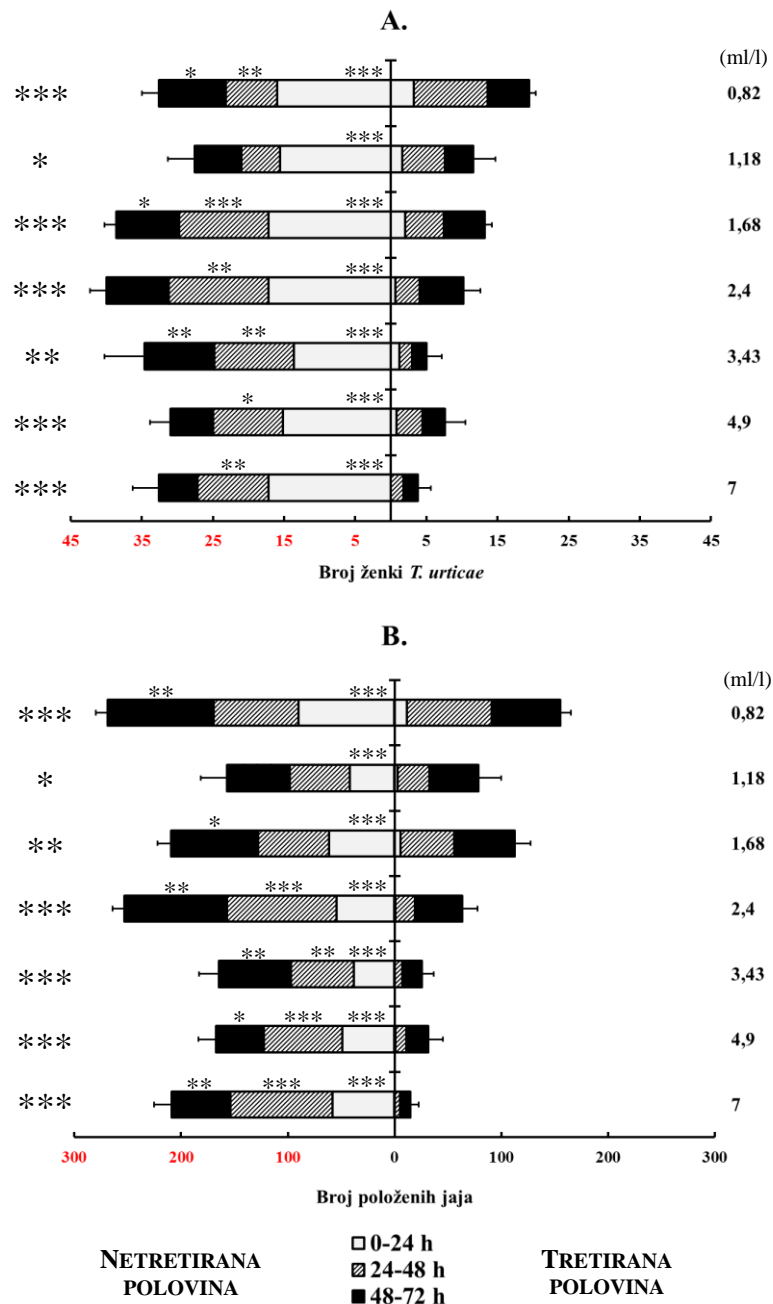 A.
(ml/l)
* ** ***
*** 0,82
***
* 1,18
* *** ***
*** 1,68
** ***
*** 2,4
** ** ***
** 3,43
* ***
*** 4,9
** ***
*** 7
45 35 25 15 5 5 15 25 35 45
Broj ženki T. urticae
B.
(ml/l)
** ***
*** 0,82
***
* 1,18
* ***
** 1,68
** *** ***
*** 2,4
** ** ***
*** 3,43
* *** ***
*** 4,9
** *** ***
*** 7
300 200 100 0 100 200 300
Broj položenih jaja
NETRETIRANA POLOVINA
0-24 h
24-48 h
48-72 h
TRETIRANA POLOVINA